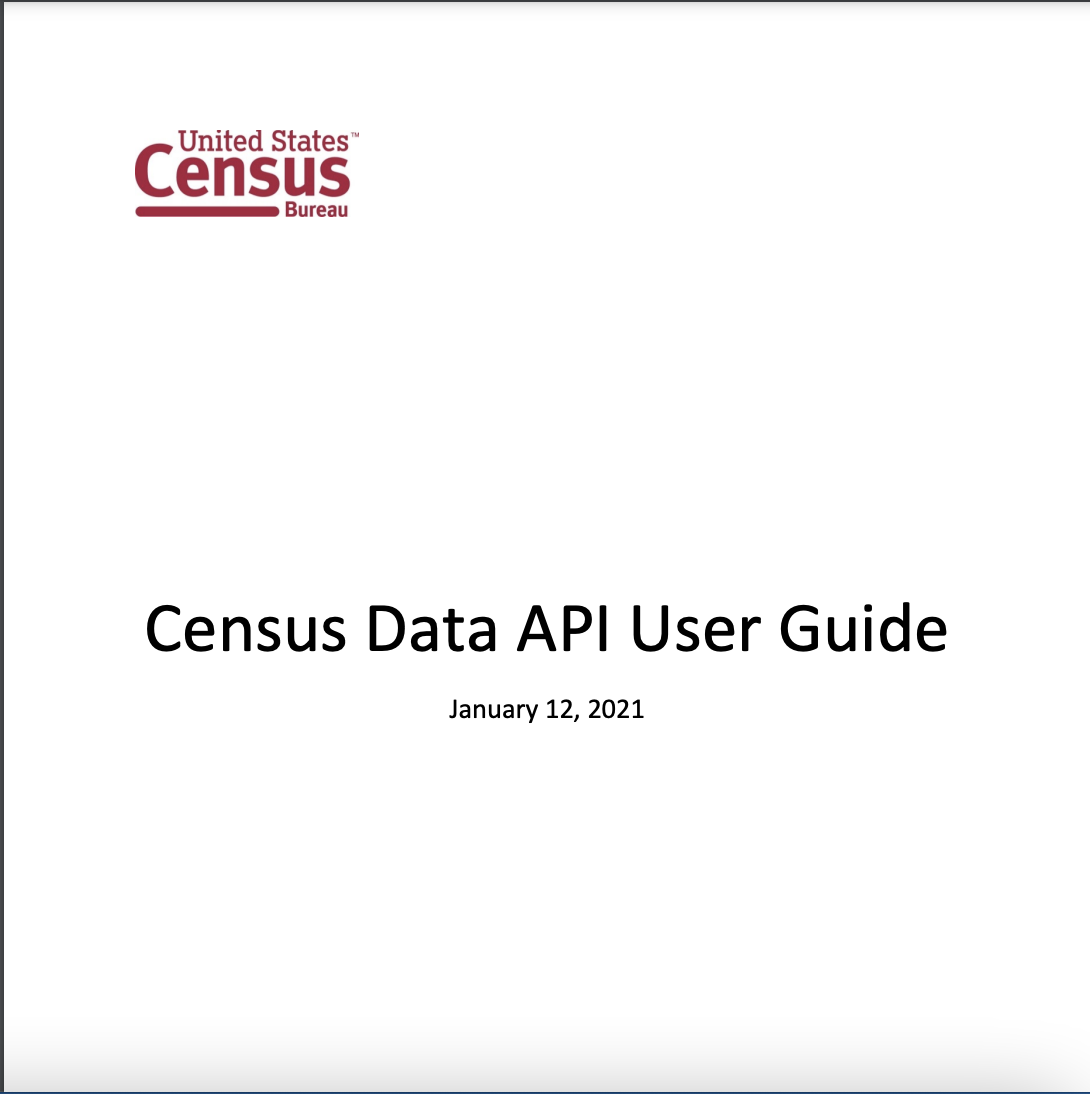 United States™
Census
Bureau
Census Data API User Guide
January 12, 2021